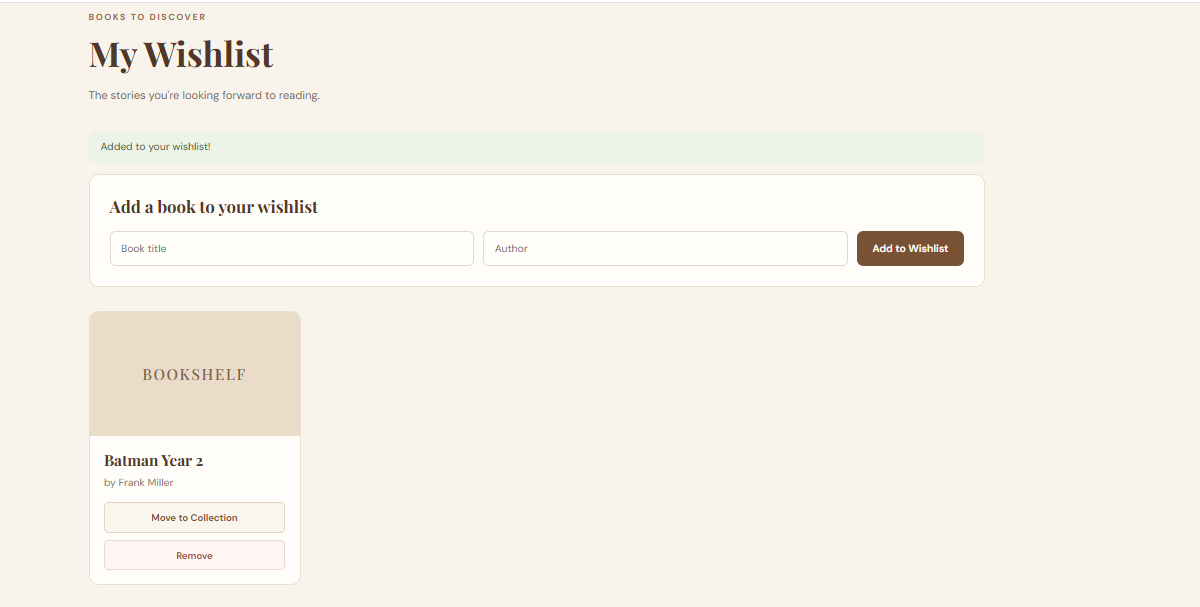 BOOKS TO DISCOVER
My Wishlist
The stories you're looking forward to reading.
Added to your wishlist!
Add a book to your wishlist
Book title
Author
Add to Wishlist
BOOKSHELF
Batman Year 2
by Frank Miller
Move to Collection
Remove